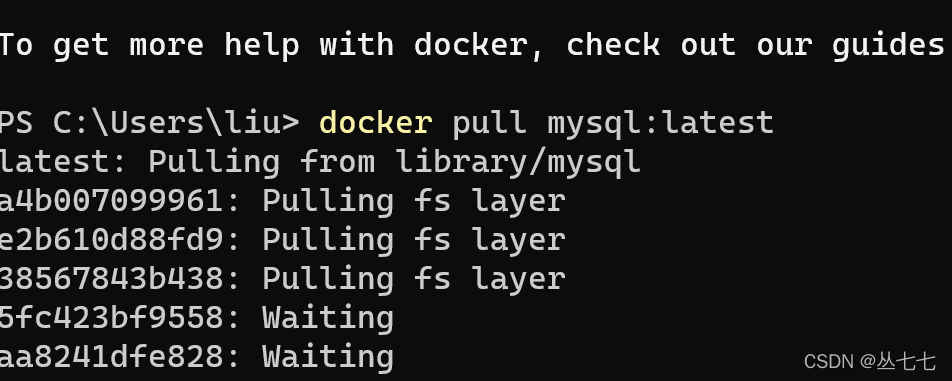 To get more help with docker, check out our guides
PS C:\Users\liu> docker pull mysql:latest
latest: Pulling from library/mysql
a4b007099961: Pulling fs layer
e2b610d88fd9: Pulling fs layer
38567843b438: Pulling fs layer
5fc423bf9558: Waiting
aa8241dfe828: Waiting
CSDN @丛七七